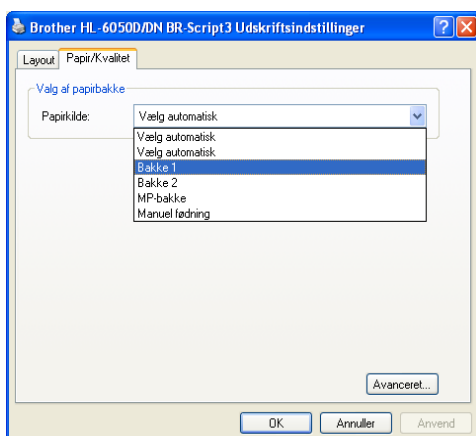 Brother HL-6050D/DN BR-Script3 Udskriftsindstillinger
Layout Papir/Kvalitet
Valg af papirbakke
Papirkilde: Vælg automatisk
Vælg automatisk
Vælg automatisk
Bakke 1
Bakke 2
MP-bakke
Manuel fødning
Avanceret...
OK Annuller Anvend